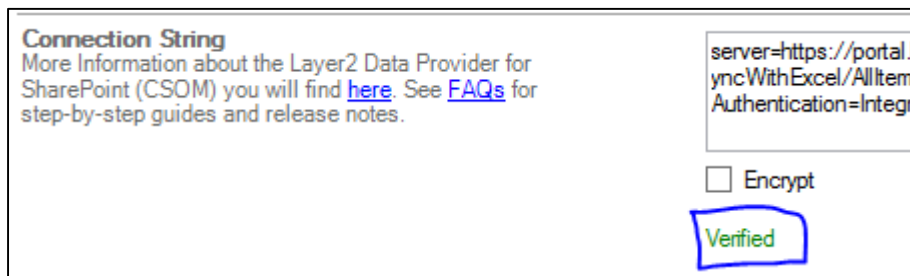 Connection String
More Information about the Layer2 Data Provider for
SharePoint (CSOM) you will find here. See FAQs for
step-by-step guides and release notes.
server=https://portal.
yncWithExcel/AllItem
Authentication=Integr
Encrypt
Verified